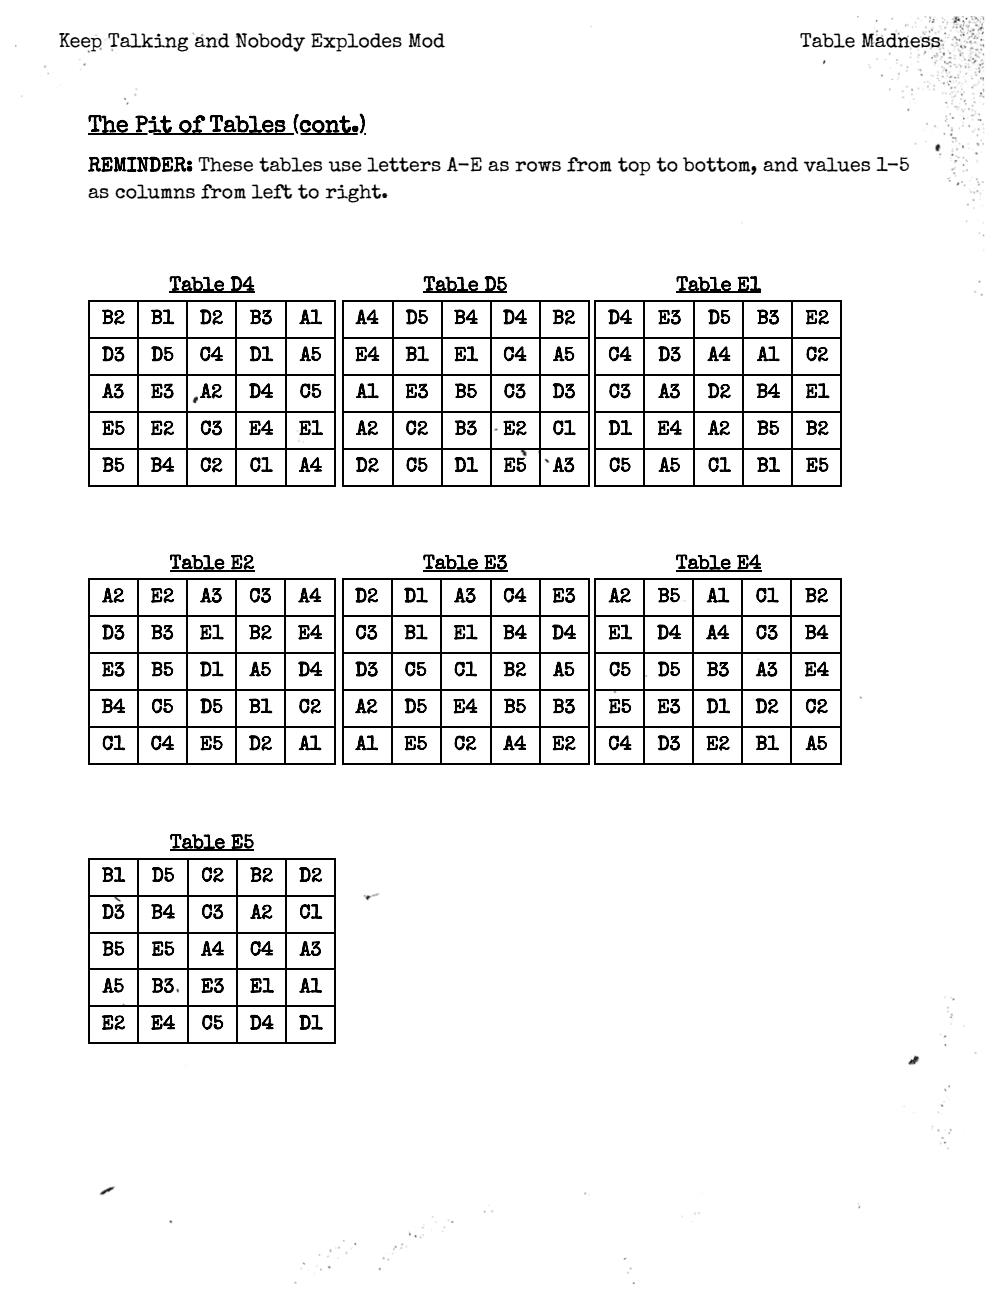 Keep Talking and Nobody Explodes Mod Table Madness
The Pit of Tables (cont.)
REMINDER: These tables use letters A-E as rows from top to bottom, and values 1-5
as columns from left to right.
Table D4 Table D5 Table E1
B2 B1 D2 B3 A1 A4 D5 B4 D4 B2 D4 E3 D5 B3 E2
D3 D5 C4 D1 A5 E4 B1 E1 C4 A5 C4 D3 A4 A1 C2
A3 E3 A2 D4 C5 A1 E3 B5 C3 D3 C3 A3 D2 B4 E1
E5 E2 C3 E4 E1 A2 C2 B3 E2 C1 D1 E4 A2 B5 B2
B5 B4 C2 C1 A4 D2 C5 D1 E5 A3 C5 A5 C1 B1 E5
Table E2 Table E3 Table E4
A2 E2 A3 C3 A4 D2 D1 A3 C4 E3 A2 B5 A1 C1 B2
D3 B3 E1 B2 E4 C3 B1 E1 B4 D4 E1 D4 A4 C3 B4
E3 B5 D1 A5 D4 D3 C5 C1 B2 A5 C5 D5 B3 A3 E4
B4 C5 D5 B1 C2 A2 D5 E4 B5 B3 E5 E3 D1 D2 C2
C1 C4 E5 D2 A1 A1 E5 C2 A4 E2 C4 D3 E2 B1 A5
Table E5
B1 D5 C2 B2 D2
D3 B4 C3 A2 C1
B5 E5 A4 C4 A3
A5 B3 E3 E1 A1
E2 E4 C5 D4 D1